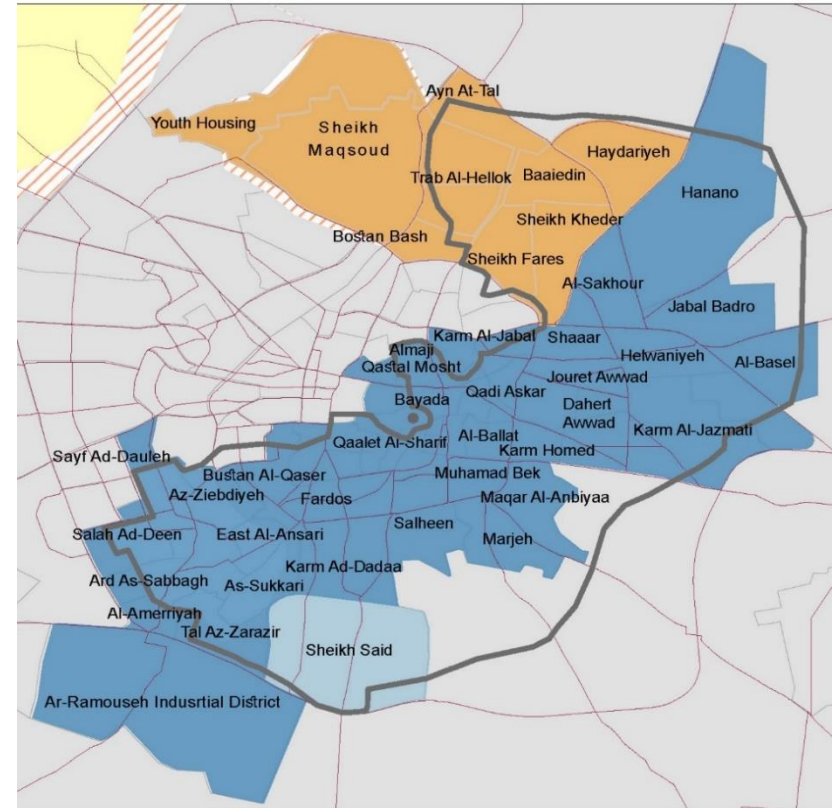 Ayn At-Tal
Youth Housing
Sheikh
Maqsoud
Haydariyeh
Trab Al-Hellok
Baaiedin
Hanano
Sheikh Kheder
Bostan Bash
Sheikh Fares
Al-Sakhour
Jabal Badro
Karm Al-Jabal
Shaaar
Almaji
Helwaniyeh
Qastal Mosht
Al-Basel
Jouret Awwad
Qadi Askar
Bayada
Dahert
Awwad
Karm Al-Jazmati
Qaalet Al-Sharif
Al-Ballat
Karm Homed
Sayf Ad-Dauleh
Bustan Al-Qaser
Muhamad Bek
Az-Ziebdiyeh
Fardos
Maqar Al-Anbiyaa
Salheen
Salah Ad-Deen
East Al-Ansari
Marjeh
Karm Ad-Dadaa
Ard As-Sabbagh
As-Sukkari
Al-Amerriyah
Tal Az-Zarazir
Sheikh Said
Ar-Ramouseh Indusrtial District